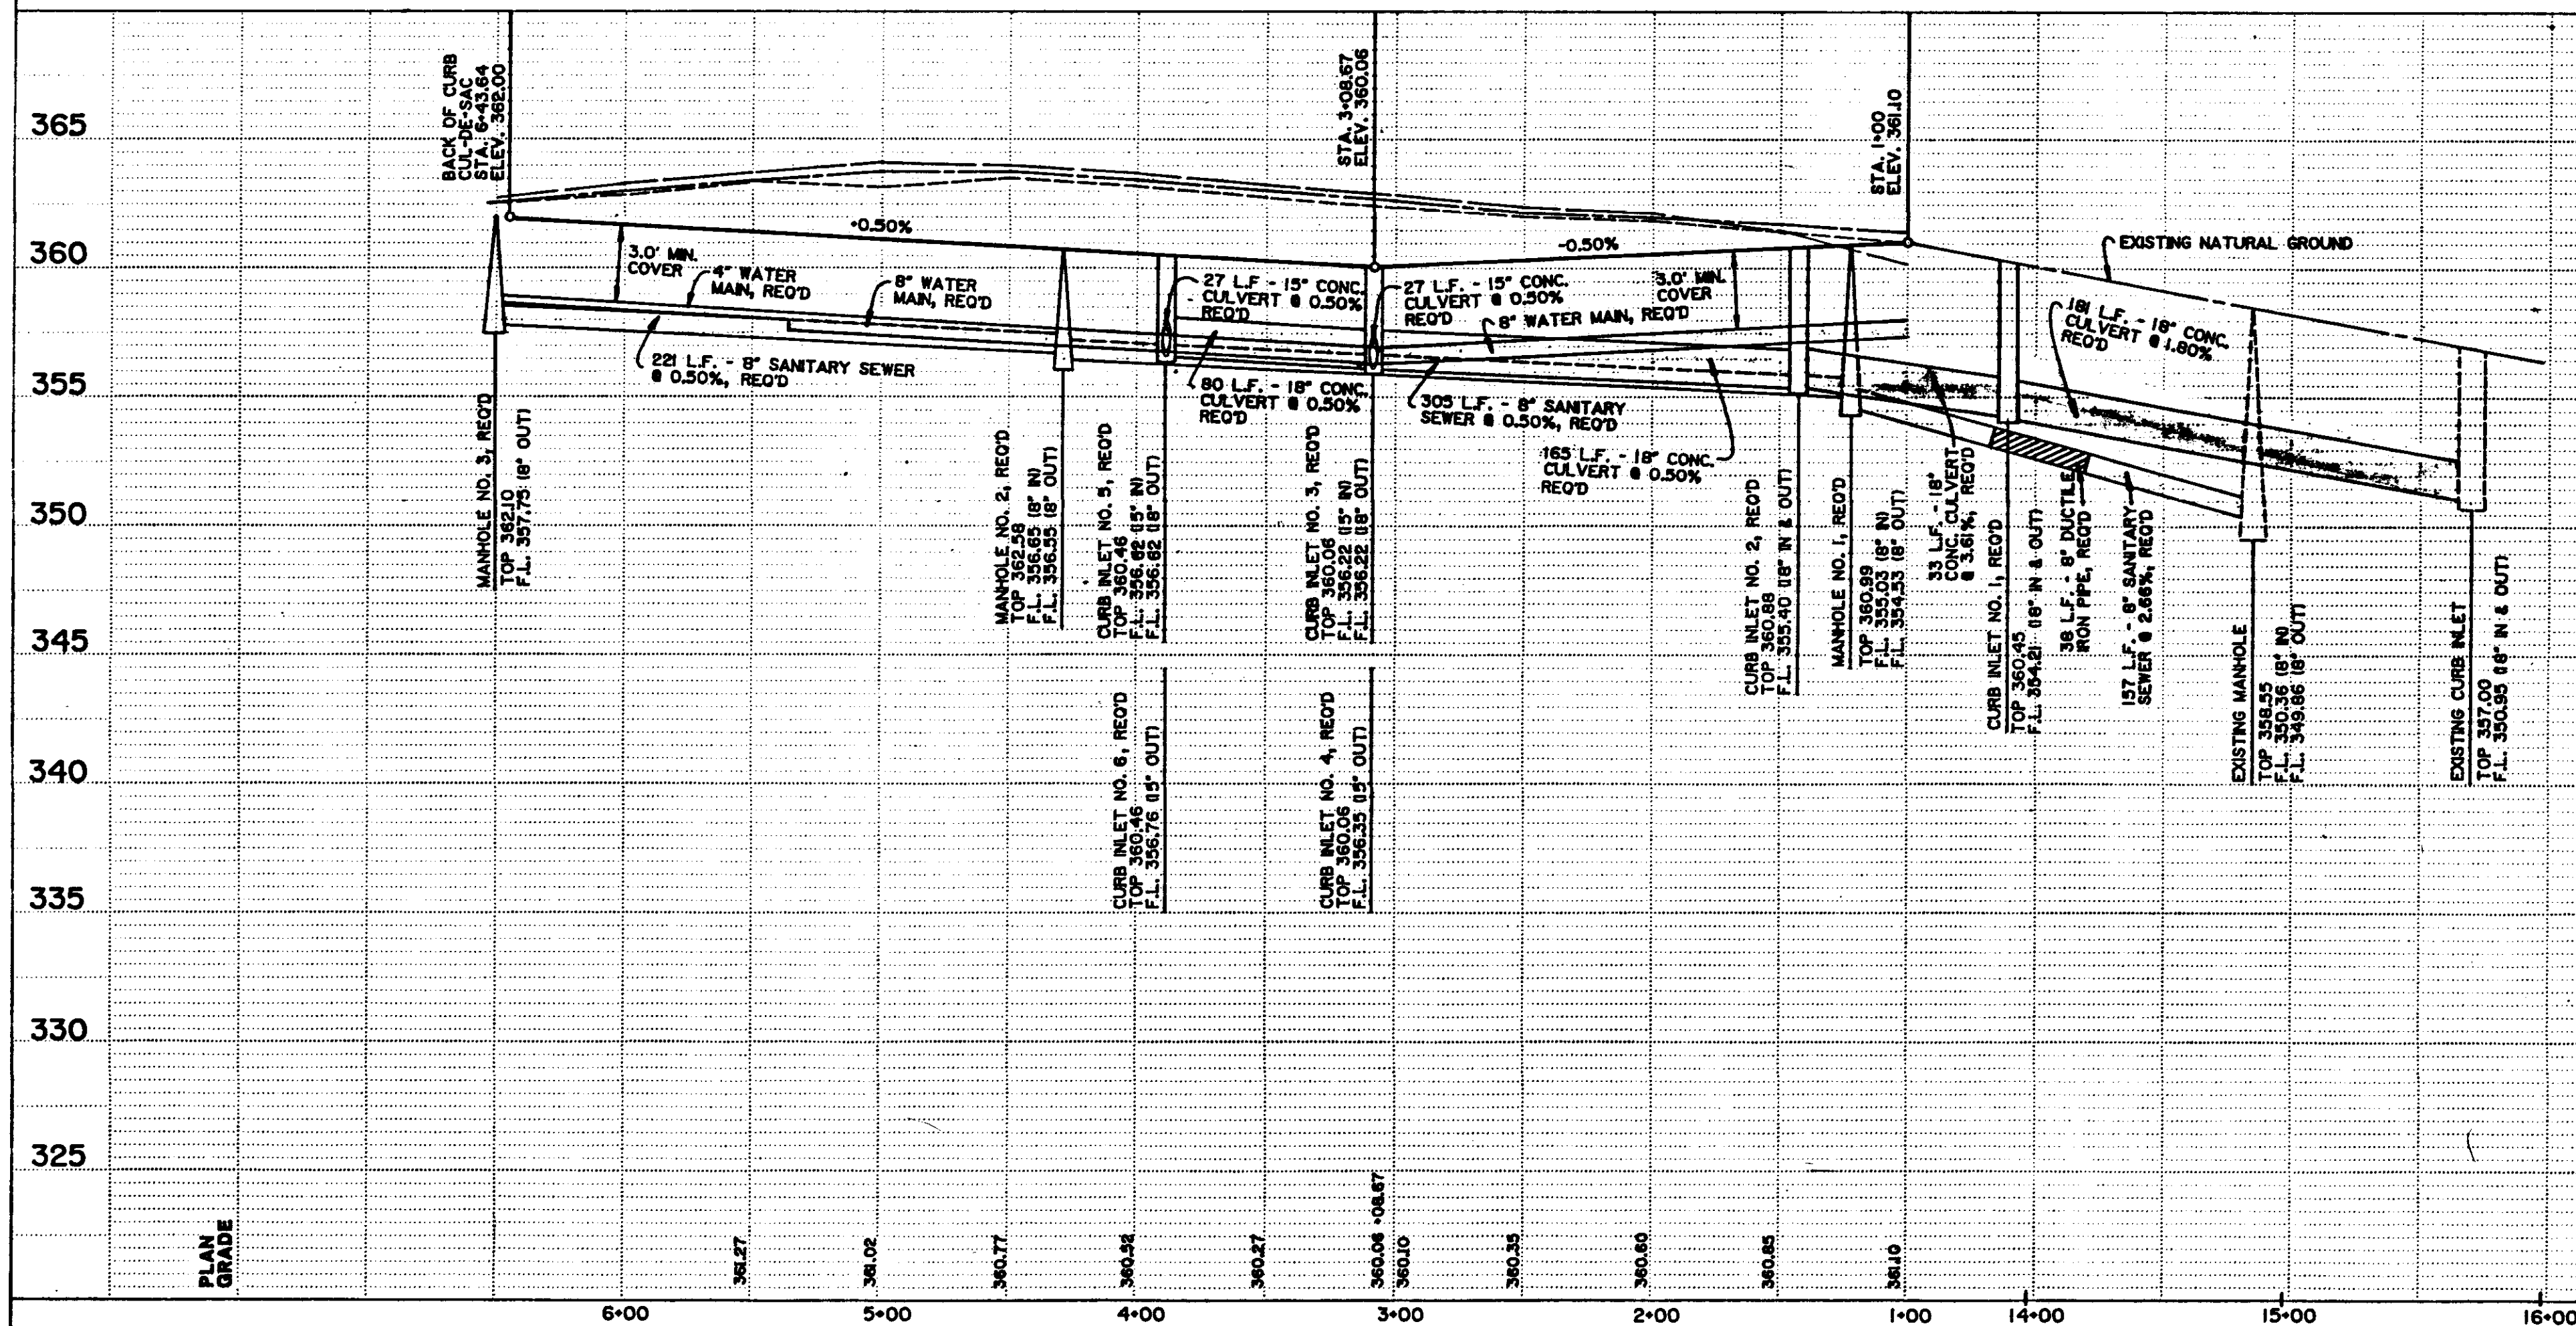 BACK OF CURB
CUL-DE-SAC
STA. 6+43.64
ELEV. 362.00
STA. 3+08.67
ELEV. 360.06
STA. 1+00
ELEV. 361.10
365
360
355
350
345
340
335
330
325
+0.50%
-0.50%
EXISTING NATURAL GROUND
3.0' MIN.
COVER
4" WATER
MAIN, REQ'D
8" WATER
MAIN, REQ'D
27 L.F - 15" CONC.
CULVERT @ 0.50%
REQ'D
27 L.F. - 15" CONC.
CULVERT @ 0.50%
REQ'D
8" WATER MAIN, REQ'D
3.0' MIN.
COVER
181 L.F. - 18" CONC.
CULVERT @ 1.80%
REQ'D
221 L.F. - 8" SANITARY SEWER
@ 0.50%, REQ'D
80 L.F. - 18" CONC.
CULVERT @ 0.50%
REQ'D
305 L.F. - 8" SANITARY
SEWER @ 0.50%, REQ'D
165 L.F. - 18" CONC.
CULVERT @ 0.50%
REQ'D
33 L.F. - 18"
CONC. CULVERT
@ 3.61%, REQ'D
38 L.F. - 8" DUCTILE
IRON PIPE, REQ'D
157 L.F. - 8" SANITARY
SEWER @ 2.66%, REQ'D
MANHOLE NO. 3, REQ'D
TOP 362.10
F.L. 357.75 (8" OUT)
MANHOLE NO. 2, REQ'D
TOP 362.58
F.L. 356.65 (8" IN)
F.L. 356.55 (8" OUT)
CURB INLET NO. 5, REQ'D
TOP 360.46
F.L. 356.62 (15" IN)
F.L. 356.62 (18" OUT)
CURB INLET NO. 3, REQ'D
TOP 360.06
F.L. 356.22 (15" IN)
F.L. 356.22 (18" OUT)
CURB INLET NO. 2, REQ'D
TOP 360.88
F.L. 355.40 (18" IN & OUT)
MANHOLE NO. 1, REQ'D
TOP 360.99
F.L. 355.03 (8" IN)
F.L. 354.53 (8" OUT)
CURB INLET NO. 1, REQ'D
TOP 360.45
F.L. 354.21 (18" IN & OUT)
EXISTING MANHOLE
TOP 358.55
F.L. 350.36 (8" IN)
F.L. 349.86 (8" OUT)
EXISTING CURB INLET
TOP 357.00
F.L. 350.95 (18" IN & OUT)
CURB INLET NO. 6, REQ'D
TOP 360.46
F.L. 356.76 (15" OUT)
CURB INLET NO. 4, REQ'D
TOP 360.06
F.L. 356.35 (15" OUT)
PLAN
GRADE
361.27
361.02
360.77
360.52
360.27
360.06 +08.67
360.10
360.35
360.60
360.85
361.10
6+00
5+00
4+00
3+00
2+00
1+00
14+00
15+00
16+00